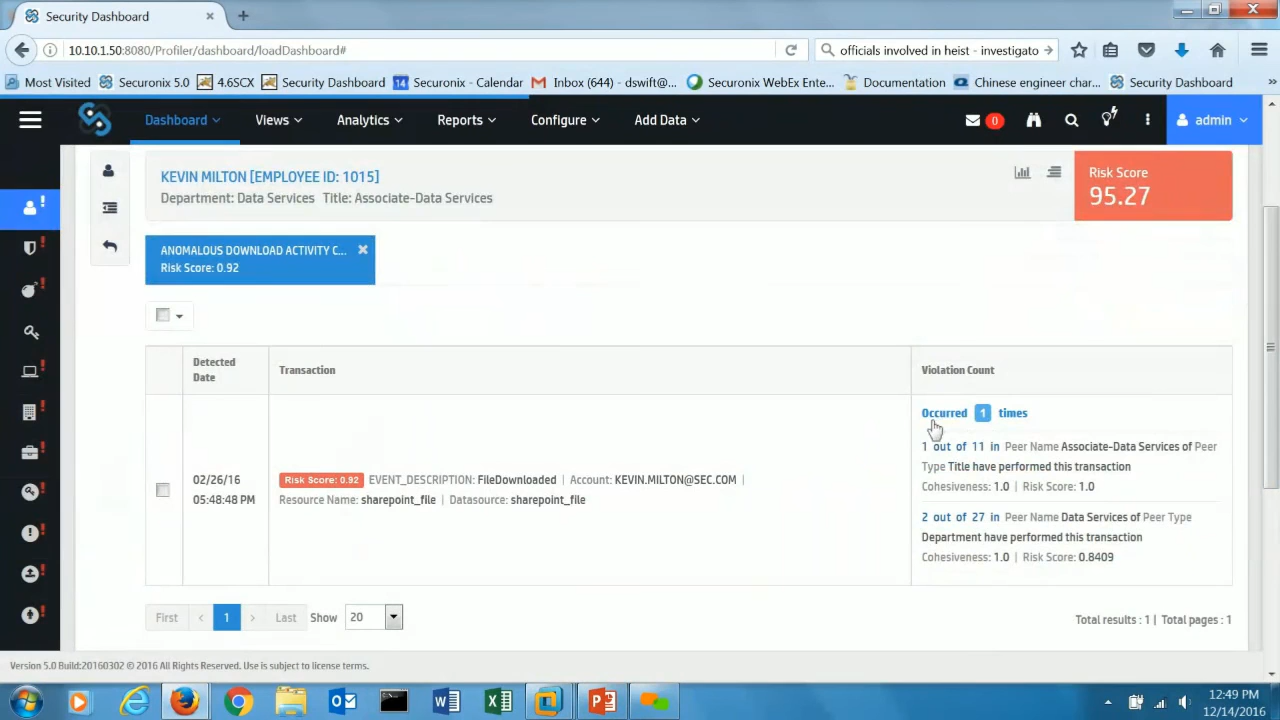 Security Dashboard
10.10.1.50:8080/Profiler/dashboard/loadDashboard#
officials involved in heist - investigato
Most Visited Securonix 5.0 4.6SCX Security Dashboard 14 Securonix - Calendar Inbox (644) - dswift@... Securonix WebEx Ente... Documentation Chinese engineer char... Security Dashboard
Dashboard Views Analytics Reports Configure Add Data 0 admin
KEVIN MILTON [EMPLOYEE ID: 1015]
Department: Data Services Title: Associate-Data Services
Risk Score
95.27
ANOMALOUS DOWNLOAD ACTIVITY C...
Risk Score: 0.92
Detected
Date
Transaction
Violation Count
02/26/16
05:48:48 PM
Risk Score: 0.92 EVENT_DESCRIPTION: FileDownloaded | Account: KEVIN.MILTON@SEC.COM |
Resource Name: sharepoint_file | Datasource: sharepoint_file
Occurred 1 times
1 out of 11 in Peer Name Associate-Data Services of Peer
Type Title have performed this transaction
Cohesiveness: 1.0 | Risk Score: 1.0
2 out of 27 in Peer Name Data Services of Peer Type
Department have performed this transaction
Cohesiveness: 1.0 | Risk Score: 0.8409
First < 1 > Last Show 20
Total results : 1 | Total pages : 1
Version 5.0 Build:20160302 © 2016 All Rights Reserved. Use is subject to license terms.
12:49 PM
12/14/2016